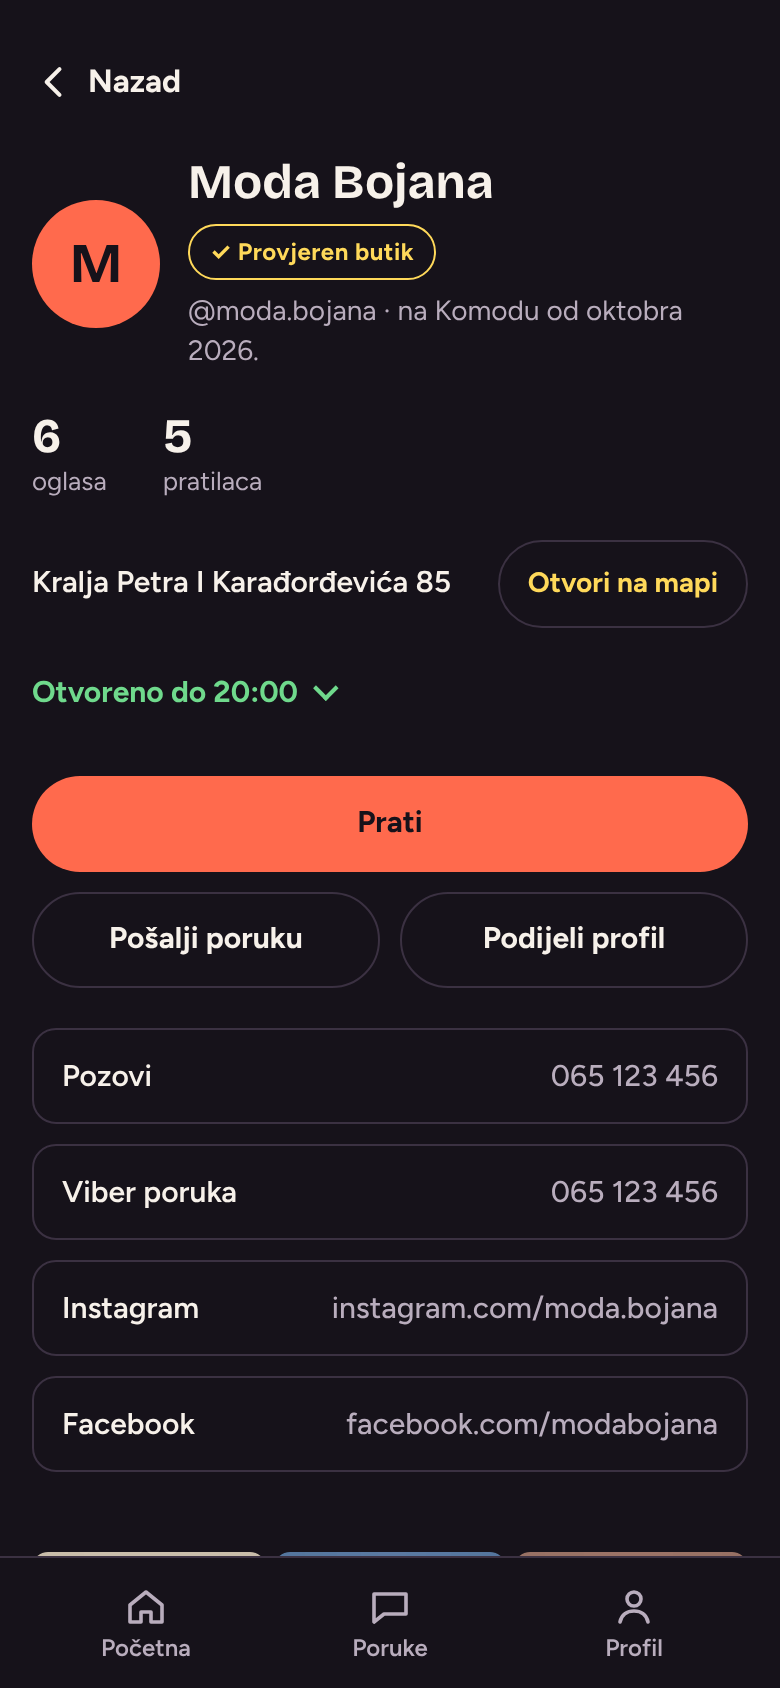 Nazad
Moda Bojana
M
✓ Provjeren butik
@moda.bojana · na Komodu od oktobra
2026.
6
oglasa
5
pratilaca
Kralja Petra I Karađorđevića 85
Otvori na mapi
Otvoreno do 20:00
Prati
Pošalji poruku
Podijeli profil
Pozovi
065 123 456
Viber poruka
065 123 456
Instagram
instagram.com/moda.bojana
Facebook
facebook.com/modabojana
Početna
Poruke
Profil